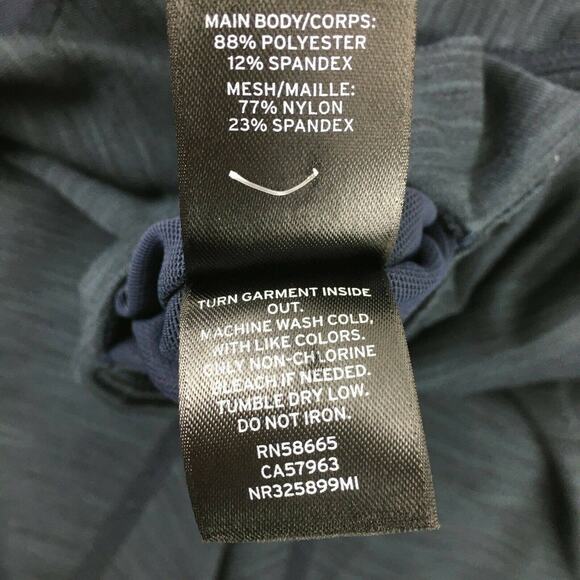 MAIN BODY/CORPS:
88% POLYESTER
12% SPANDEX
MESH/MAILLE:
77% NYLON
23% SPANDEX
TURN GARMENT INSIDE
OUT.
MACHINE WASH COLD,
WITH LIKE COLORS.
ONLY NON-CHLORINE
BLEACH IF NEEDED.
TUMBLE DRY LOW.
DO NOT IRON.
RN58665
CA57963
NR325899MI